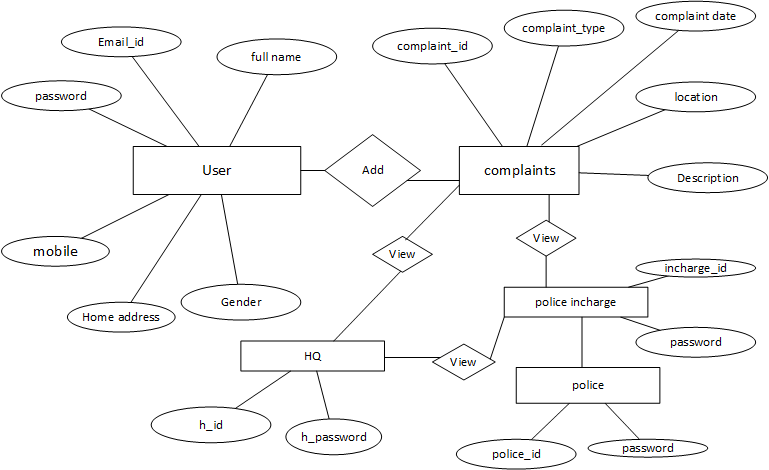 complaint date
complaint_type
Email_id
complaint_id
full name
password
location
User
Add
complaints
Description
View
mobile
View
incharge_id
Gender
police incharge
Home address
password
HQ
View
police
h_id
h_password
police_id
password